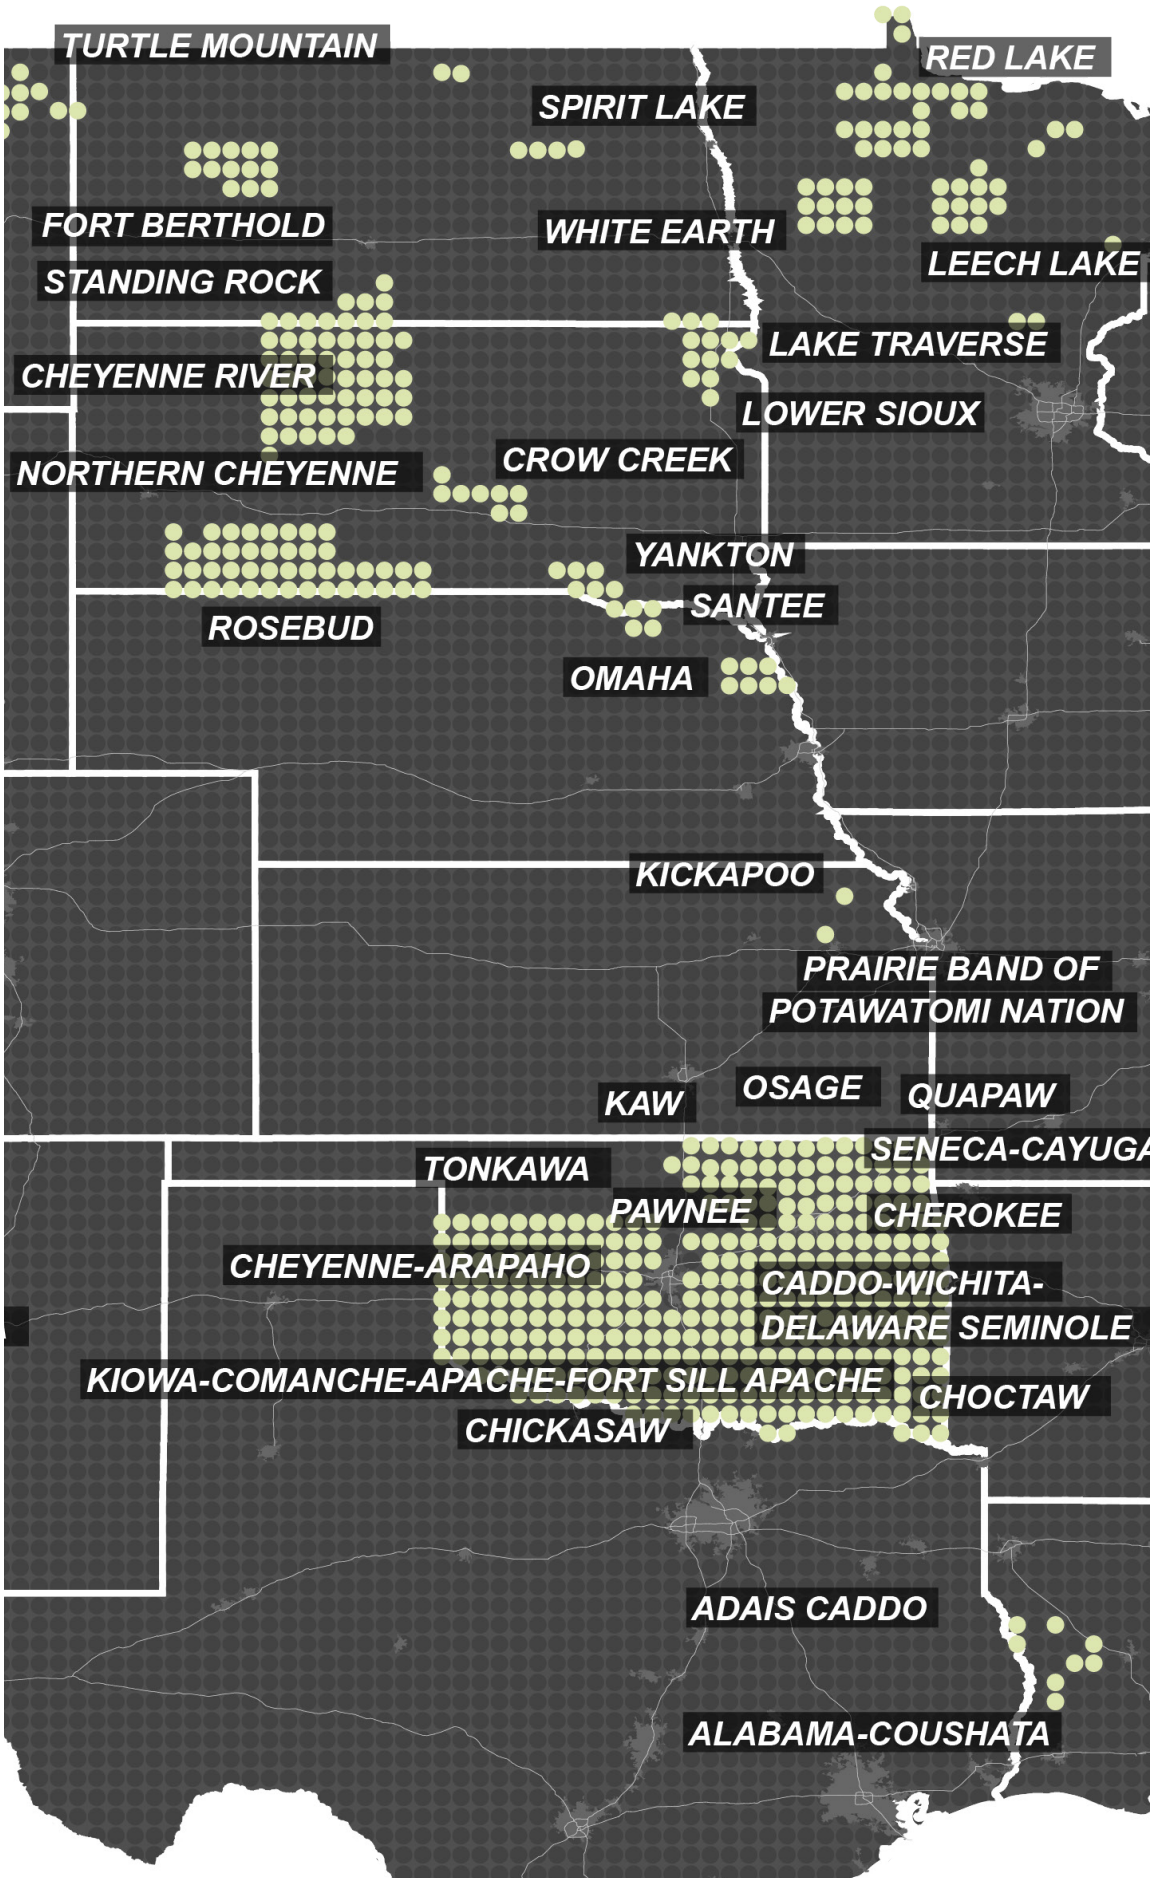 TURTLE MOUNTAIN
RED LAKE
SPIRIT LAKE
FORT BERTHOLD
WHITE EARTH
LEECH LAKE
STANDING ROCK
LAKE TRAVERSE
CHEYENNE RIVER
LOWER SIOUX
CROW CREEK
NORTHERN CHEYENNE
YANKTON
SANTEE
ROSEBUD
OMAHA
KICKAPOO
PRAIRIE BAND OF
POTAWATOMI NATION
OSAGE
QUAPAW
KAW
SENECA-CAYUGA
TONKAWA
PAWNEE
CHEROKEE
CHEYENNE-ARAPAHO
CADDO-WICHITA-
DELAWARE SEMINOLE
KIOWA-COMANCHE-APACHE-FORT SILL APACHE
CHOCTAW
CHICKASAW
ADAIS CADDO
ALABAMA-COUSHATA